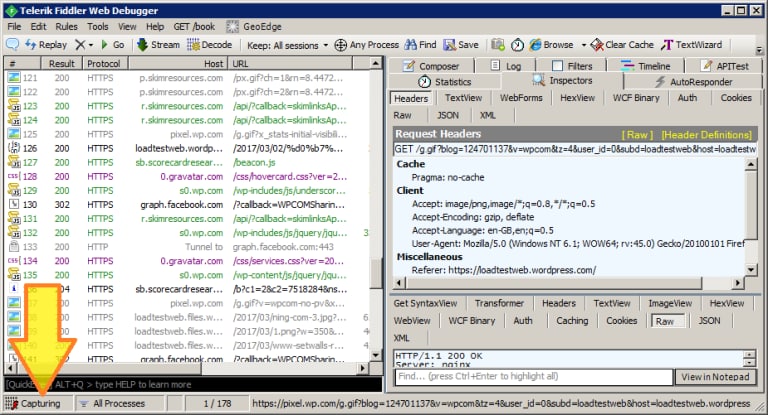 Telerik Fiddler Web Debugger
File Edit Rules Tools View Help GET /book GeoEdge
Replay Go Stream Decode Keep: All sessions Any Process Find Save Browse Clear Cache TextWizard
# Result Protocol Host URL
121 200 HTTPS p.skimresources.com /px.gif?ch=1&rn=8.4472...
122 200 HTTPS p.skimresources.com /px.gif?ch=2&rn=8.4472...
123 200 HTTPS r.skimresources.com /api/?callback=skimlinksAp...
124 200 HTTPS r.skimresources.com /api/?callback=skimlinksAp...
125 200 HTTPS pixel.wp.com /g.gif?x_stats-initial-visibili...
126 200 HTTPS loadtestweb.wordp... /2017/03/02/%d0%b7%...
127 200 HTTPS sb.scorecardresear... /beacon.js
128 200 HTTPS 0.gravatar.com /css/hovercard.css?ver=2...
129 200 HTTPS s0.wp.com /wp-includes/js/underscor...
130 302 HTTPS graph.facebook.com /?callback=WPCOMSharin...
131 200 HTTPS r.skimresources.com /api/?callback=skimlinksAp...
132 200 HTTPS s0.wp.com /wp-includes/js/jquery/jqu...
133 200 HTTP Tunnel to graph.facebook.com:443
134 200 HTTPS 0.gravatar.com /css/services.css?ver=20...
135 200 HTTPS s0.wp.com /wp-content/js/jquery/jqu...
204 HTTPS sb.scorecardresear... /b?c1=2&c2=7518284&ns...
200 HTTPS pixel.wp.com /g.gif?v=wpcom-no-pv&x...
200 HTTPS loadtestweb.files.w... /2017/03/ning-com-3.jpg?...
200 HTTPS loadtestweb.files.w... /2017/03/1.png?w=350&...
200 HTTPS loadtestweb.files.w... /2017/03/www-setwalls-r...
302 HTTPS graph.facebook.com /?callback=WPCOMSharin...
ALT+Q > type HELP to learn more
Capturing All Processes 1 / 178 https://pixel.wp.com/g.gif?blog=124701137&v=wpcom&tz=4&user_id=0&subd=loadtestweb&host=loadtestweb.wordpress
Composer Log Filters Timeline APITest
Statistics Inspectors AutoResponder
Headers TextView WebForms HexView WCF Binary Auth Cookies
Raw JSON XML
Request Headers [ Raw ] [Header Definitions]
GET /g.gif?blog=124701137&v=wpcom&tz=4&user_id=0&subd=loadtestweb&host=loadtestw
Cache
Pragma: no-cache
Client
Accept: image/png,image/*;q=0.8,*/*;q=0.5
Accept-Encoding: gzip, deflate
Accept-Language: en-GB,en;q=0.5
User-Agent: Mozilla/5.0 (Windows NT 6.1; WOW64; rv:45.0) Gecko/20100101 Firef
Miscellaneous
Referer: https://loadtestweb.wordpress.com/
Get SyntaxView Transformer Headers TextView ImageView HexView
WebView WCF Binary Auth Caching Cookies Raw JSON
XML
HTTP/1.1 200 OK
Server: nginx
Find... (press Ctrl+Enter to highlight all) View in Notepad